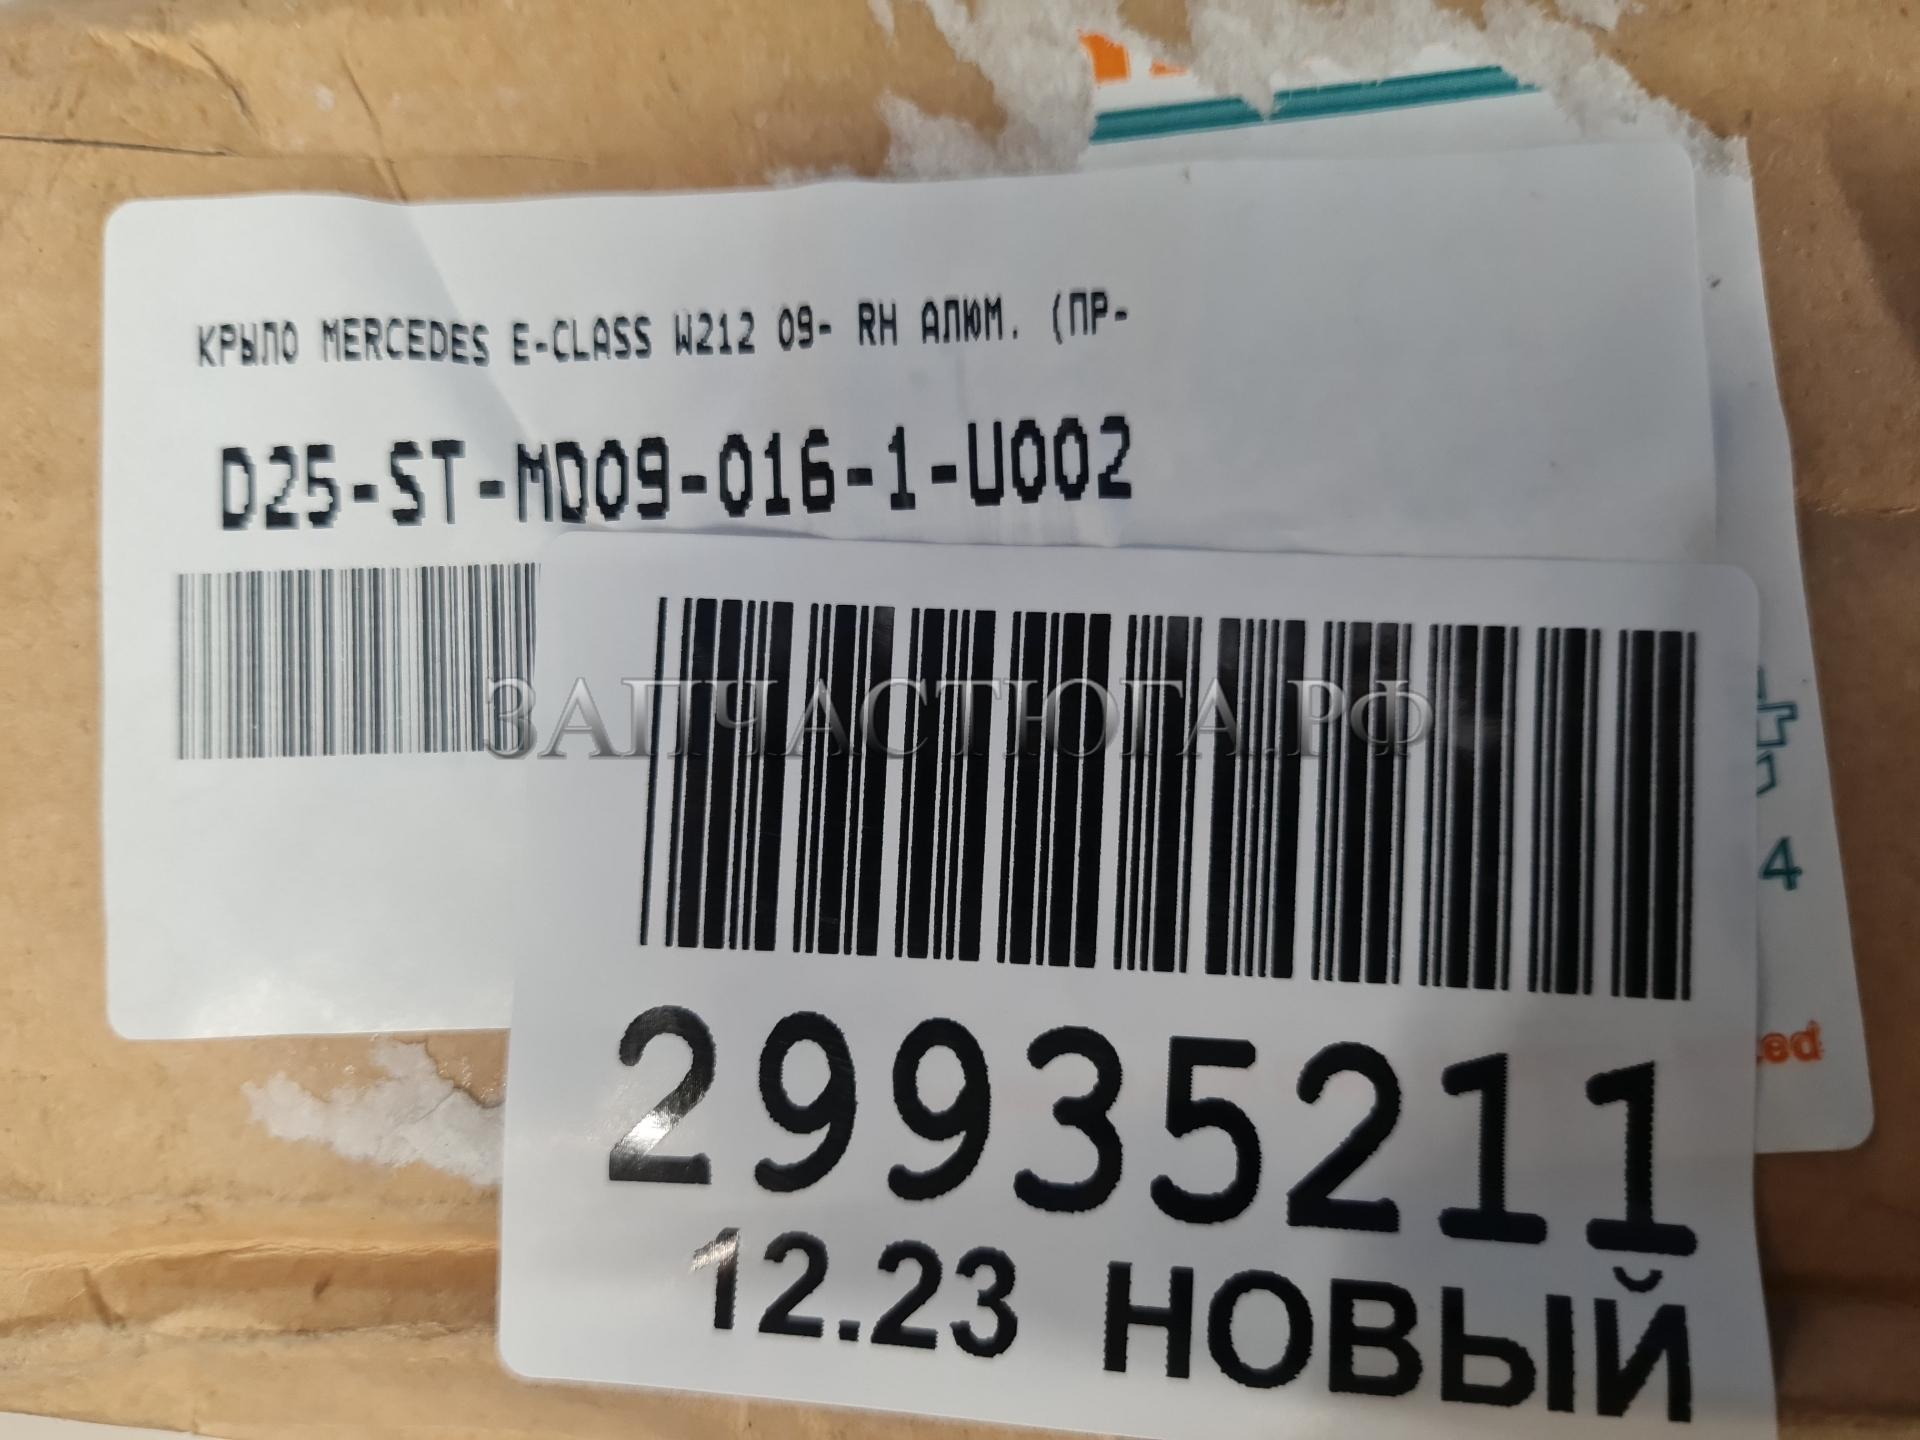 КРЫЛО MERCEDES E-CLASS W212 09- RH АЛЮМ. (ПР-
D25-ST-MD09-016-1-U002
ЗАПЧАСТЮГА.РФ
4
29935211
12.23 НОВЫЙ